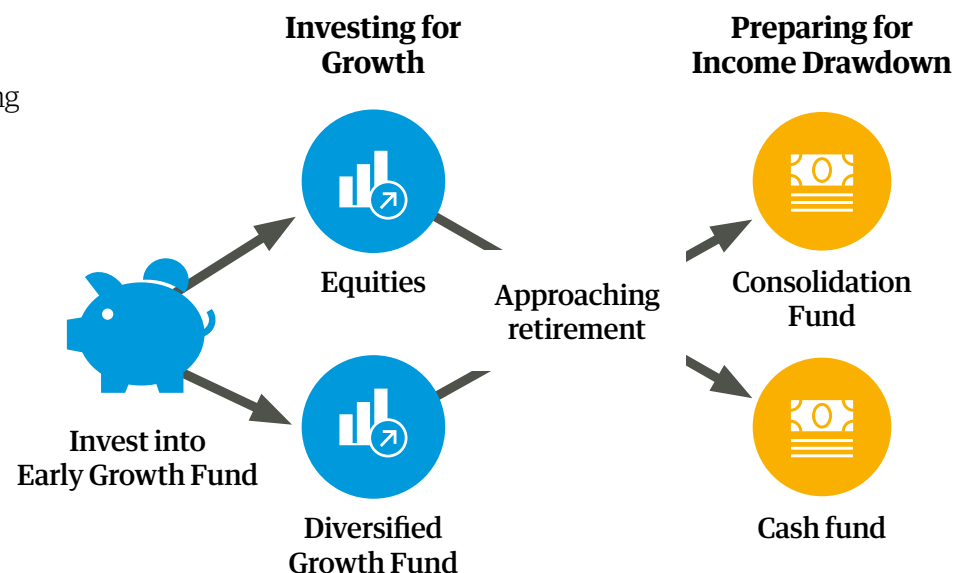 Investing for
Growth
Preparing for
Income Drawdown
Equities
Approaching
retirement
Consolidation
Fund
Invest into
Early Growth Fund
Diversified
Growth Fund
Cash fund